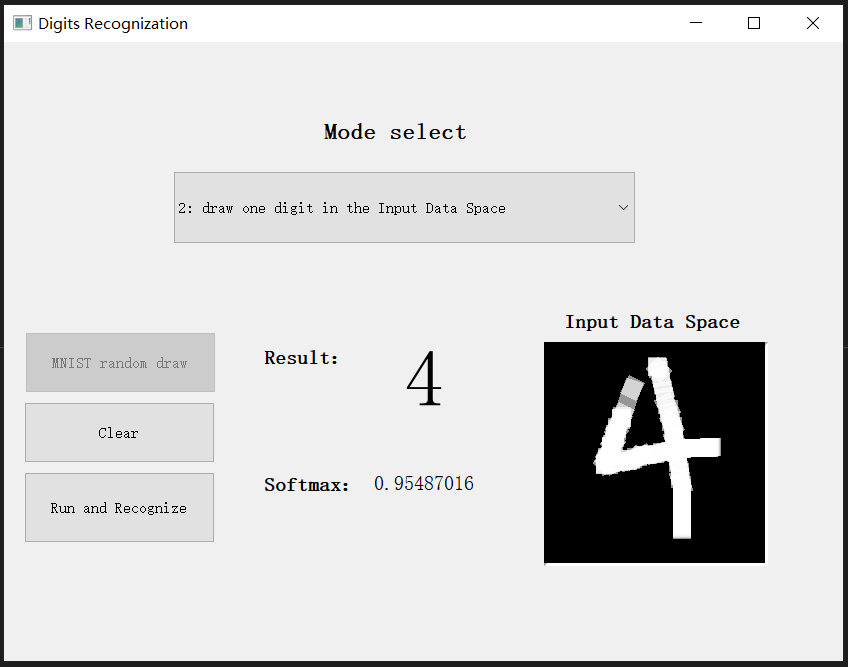 Digits Recognization
Mode select
2: draw one digit in the Input Data Space
Input Data Space
MNIST random draw
Result:
4
4
Clear
Softmax:
0.95487016
Run and Recognize